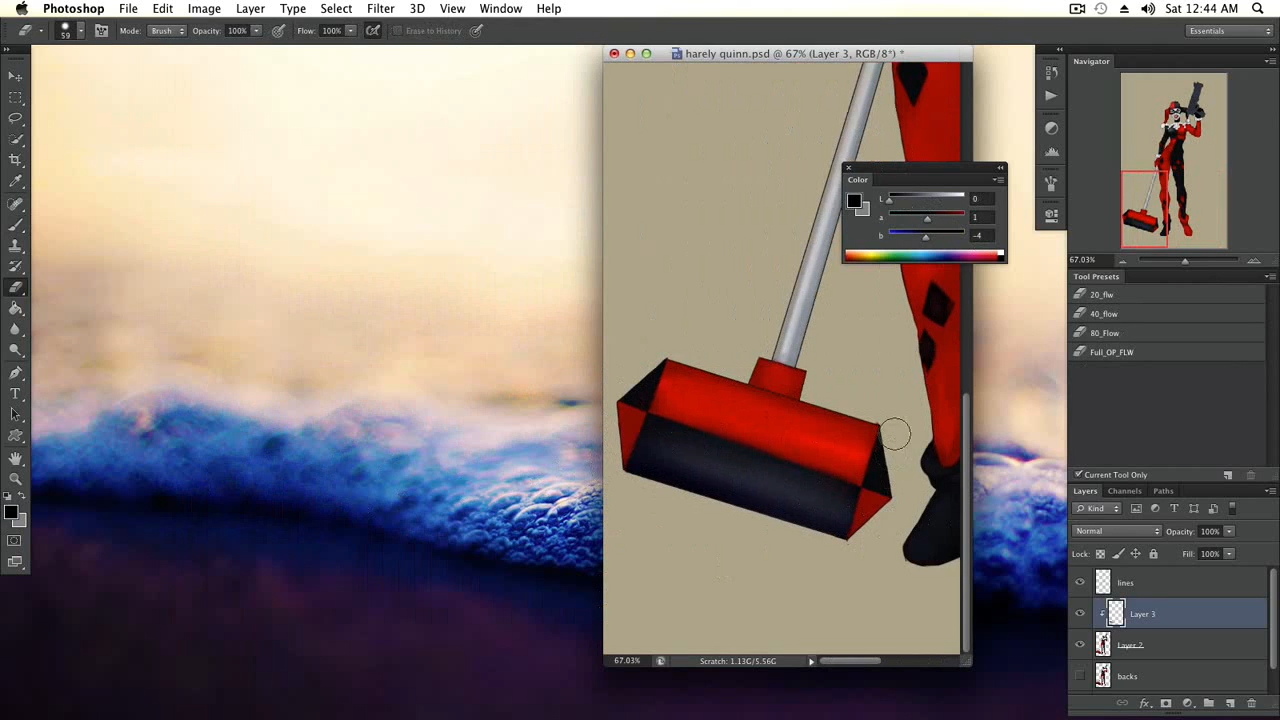 Photoshop File Edit Image Layer Type Select Filter 3D View Window Help Sat 12:44 AM
59 Mode: Brush Opacity: 100% Flow: 100% Erase to History Essentials
harely quinn.psd @ 67% (Layer 3, RGB/8*) *
Navigator
Color
L 0
a 1
b -4
67.03%
Tool Presets
20_flw
40_flow
80_Flow
Full_OP_FLW
Current Tool Only
Layers Channels Paths
Kind
Normal Opacity: 100%
Lock: Fill: 100%
lines
Layer 3
Layer 2
backs
67.03% Scratch: 1.13G/5.56G